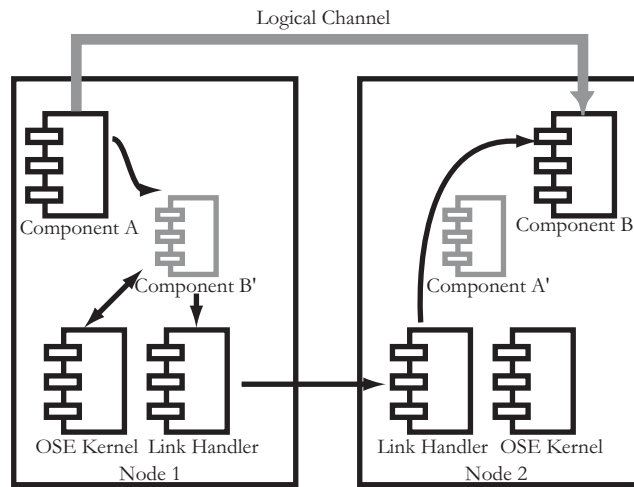 Logical Channel
Component A
Component B
Component B'
Component A'
OSE Kernel
Link Handler
Link Handler
OSE Kernel
Node 1
Node 2